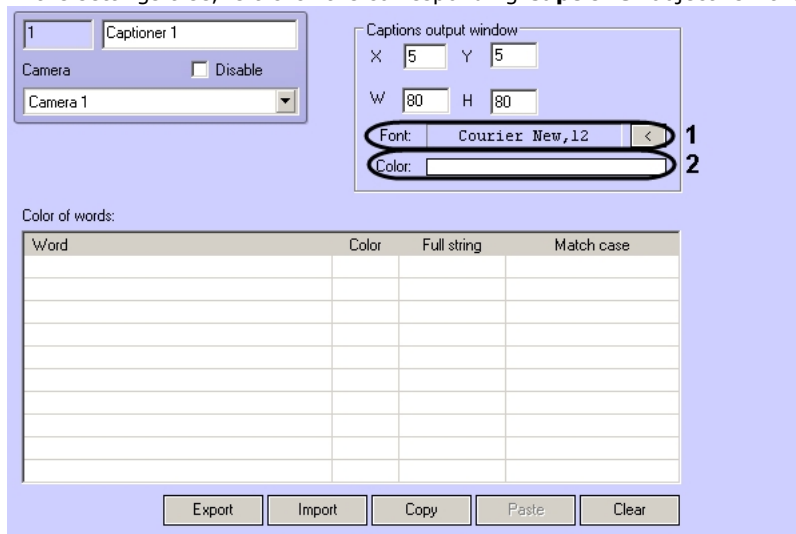 1 Captioner 1
Camera Disable
Camera 1
Captions output window
X 5 Y 5
W 80 H 80
Font: Courier New,12 < 1
Color: 2
Color of words:
Word Color Full string Match case
Export Import Copy Paste Clear